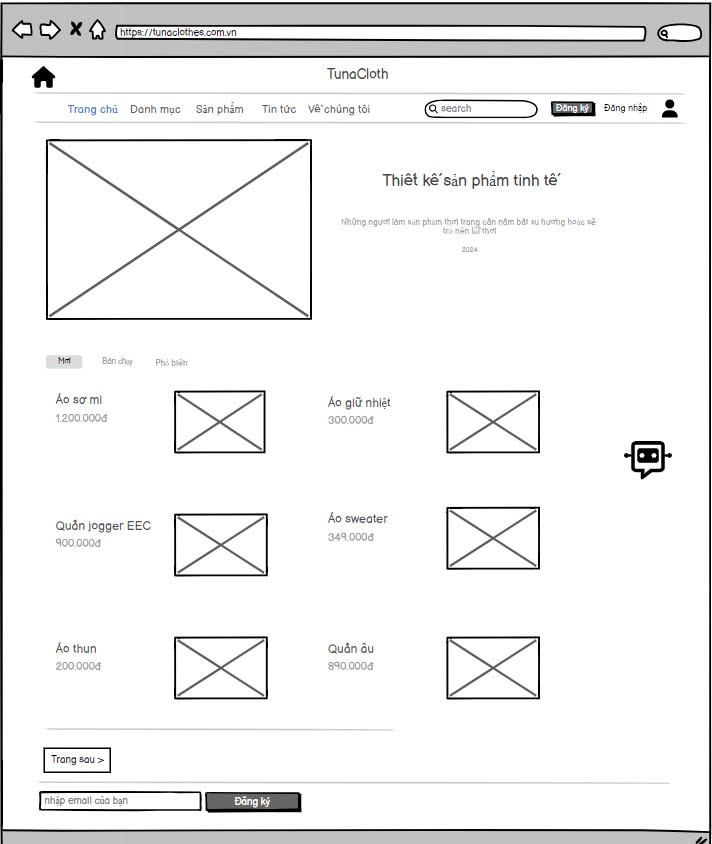 https://tunaclothes.com.vn
TunaCloth
Trang chủ Danh mục Sản phẩm Tin tức Về chúng tôi search Đăng ký Đăng nhập
Thiết kế sản phẩm tinh tế
Những người làm sản phẩm thời trang cần nắm bắt xu hướng hoặc sẽ
trở nên lỗi thời
2024
Mới Bán chạy Phổ biến
Áo sơ mi
1.200.000đ
Áo giữ nhiệt
300.000đ
Quần jogger EEC
900.000đ
Áo sweater
349.000đ
Áo thun
200.000đ
Quần âu
890.000đ
Trang sau >
nhập email của bạn Đăng ký